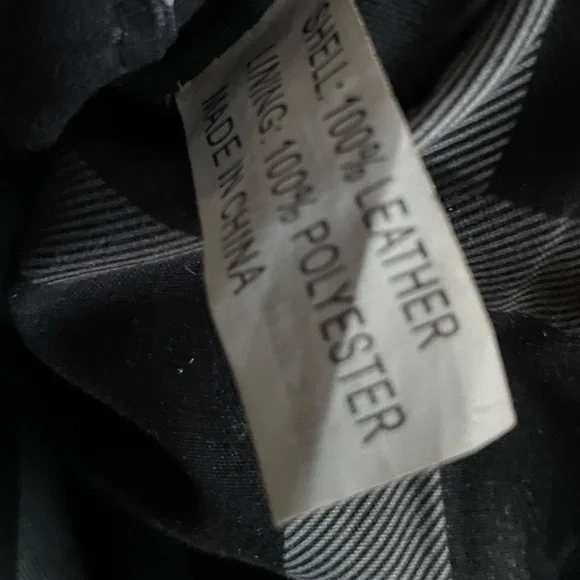 SHELL: 100% LEATHER
LINING: 100% POLYESTER
MADE IN CHINA